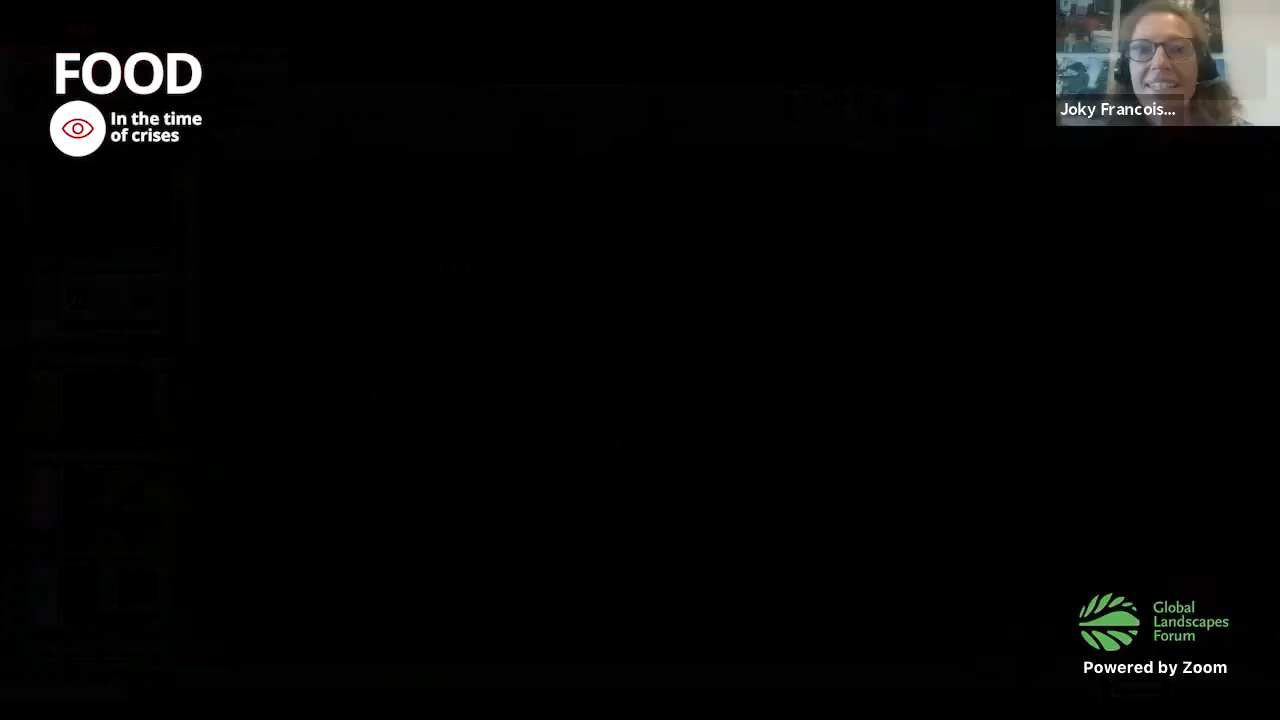 FOOD
In the time
of crises
Joky Francois...
Global
Landscapes
Forum
Powered by Zoom